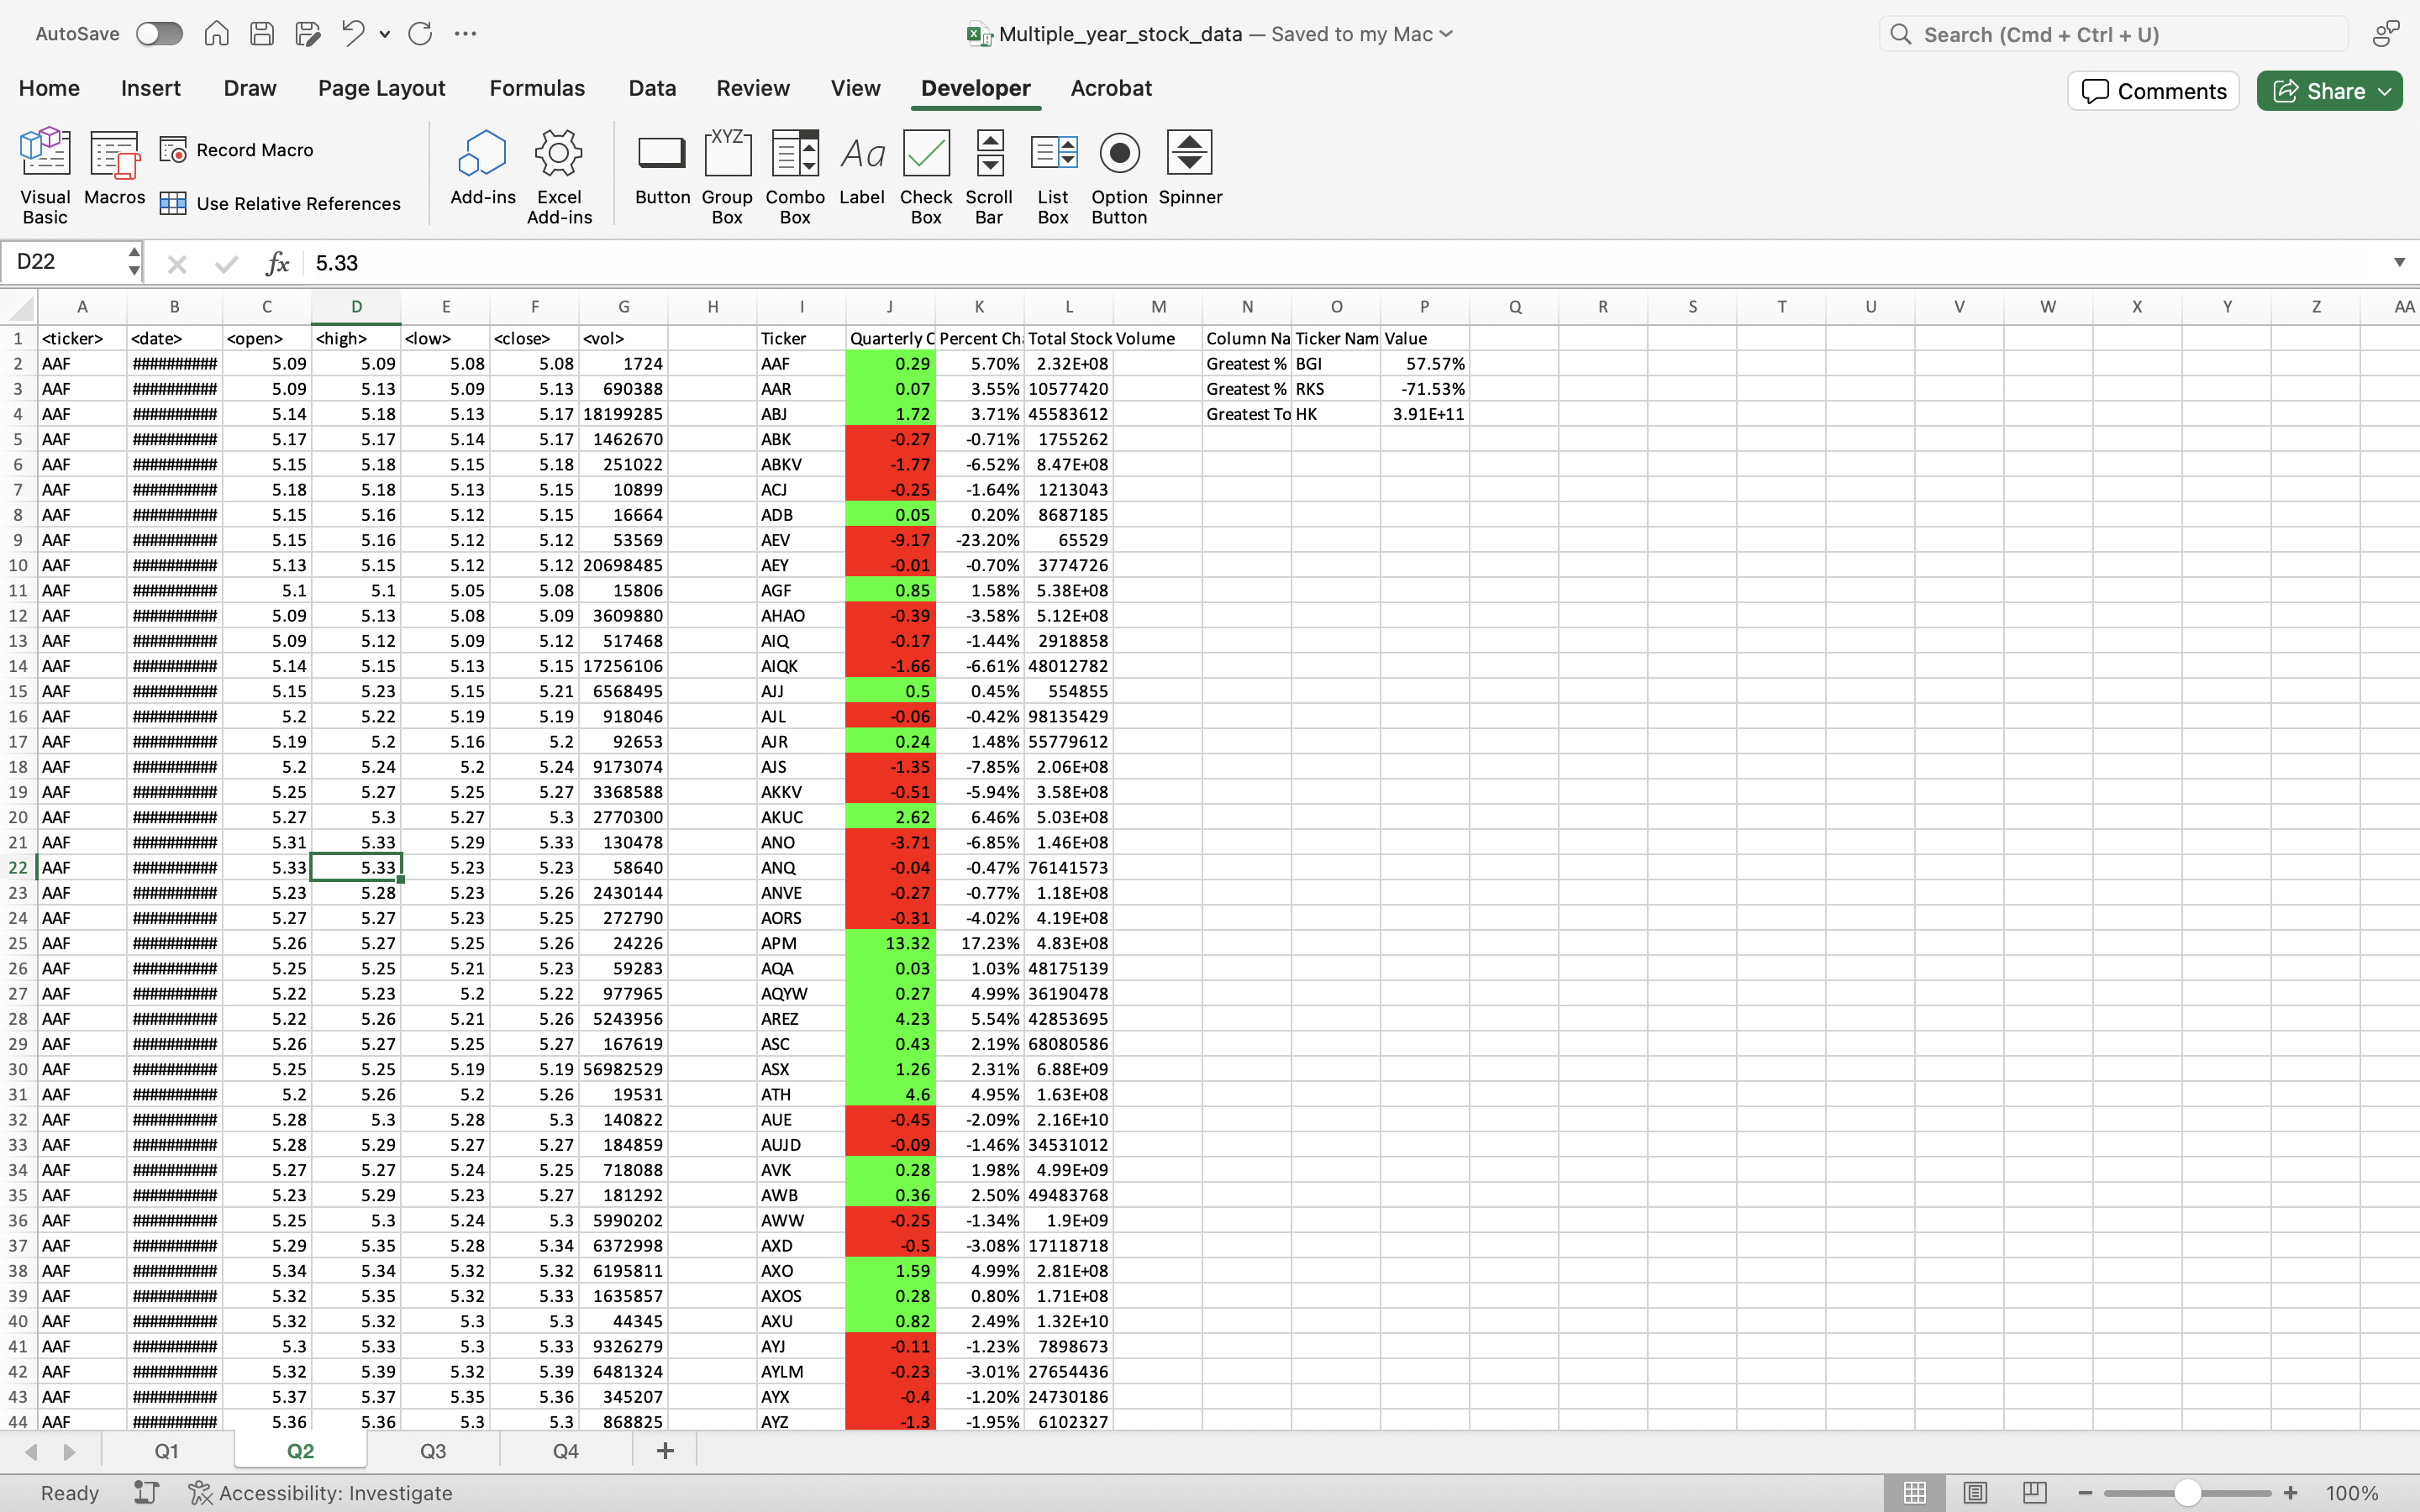 AutoSave Multiple_year_stock_data — Saved to my Mac Search (Cmd + Ctrl + U)
Home Insert Draw Page Layout Formulas Data Review View Developer Acrobat Comments Share
Record Macro XYZ Aa
Visual Basic Macros Use Relative References Add-ins Excel Add-ins Button Group Box Combo Box Label Check Box Scroll Bar List Box Option Button Spinner
D22 fx 5.33
A B C D E F G H I J K L M N O P Q R S T U V W X Y Z AA
1 <ticker> <date> <open> <high> <low> <close> <vol> Ticker Quarterly C Percent Ch Total Stock Volume Column Na Ticker Nam Value
2 AAF ########## 5.09 5.09 5.08 5.08 1724 AAF 0.29 5.70% 2.32E+08 Greatest % BGI 57.57%
3 AAF ########## 5.09 5.13 5.09 5.13 690388 AAR 0.07 3.55% 10577420 Greatest % RKS -71.53%
4 AAF ########## 5.14 5.18 5.13 5.17 18199285 ABJ 1.72 3.71% 45583612 Greatest To HK 3.91E+11
5 AAF ########## 5.17 5.17 5.14 5.17 1462670 ABK -0.27 -0.71% 1755262
6 AAF ########## 5.15 5.18 5.15 5.18 251022 ABKV -1.77 -6.52% 8.47E+08
7 AAF ########## 5.18 5.18 5.13 5.15 10899 ACJ -0.25 -1.64% 1213043
8 AAF ########## 5.15 5.16 5.12 5.15 16664 ADB 0.05 0.20% 8687185
9 AAF ########## 5.15 5.16 5.12 5.12 53569 AEV -9.17 -23.20% 65529
10 AAF ########## 5.13 5.15 5.12 5.12 20698485 AEY -0.01 -0.70% 3774726
11 AAF ########## 5.1 5.1 5.05 5.08 15806 AGF 0.85 1.58% 5.38E+08
12 AAF ########## 5.09 5.13 5.08 5.09 3609880 AHAO -0.39 -3.58% 5.12E+08
13 AAF ########## 5.09 5.12 5.09 5.12 517468 AIQ -0.17 -1.44% 2918858
14 AAF ########## 5.14 5.15 5.13 5.15 17256106 AIQK -1.66 -6.61% 48012782
15 AAF ########## 5.15 5.23 5.15 5.21 6568495 AJJ 0.5 0.45% 554855
16 AAF ########## 5.2 5.22 5.19 5.19 918046 AJL -0.06 -0.42% 98135429
17 AAF ########## 5.19 5.2 5.16 5.2 92653 AJR 0.24 1.48% 55779612
18 AAF ########## 5.2 5.24 5.2 5.24 9173074 AJS -1.35 -7.85% 2.06E+08
19 AAF ########## 5.25 5.27 5.25 5.27 3368588 AKKV -0.51 -5.94% 3.58E+08
20 AAF ########## 5.27 5.3 5.27 5.3 2770300 AKUC 2.62 6.46% 5.03E+08
21 AAF ########## 5.31 5.33 5.29 5.33 130478 ANO -3.71 -6.85% 1.46E+08
22 AAF ########## 5.33 5.33 5.23 5.23 58640 ANQ -0.04 -0.47% 76141573
23 AAF ########## 5.23 5.28 5.23 5.26 2430144 ANVE -0.27 -0.77% 1.18E+08
24 AAF ########## 5.27 5.27 5.23 5.25 272790 AORS -0.31 -4.02% 4.19E+08
25 AAF ########## 5.26 5.27 5.25 5.26 24226 APM 13.32 17.23% 4.83E+08
26 AAF ########## 5.25 5.25 5.21 5.23 59283 AQA 0.03 1.03% 48175139
27 AAF ########## 5.22 5.23 5.2 5.22 977965 AQYW 0.27 4.99% 36190478
28 AAF ########## 5.22 5.26 5.21 5.26 5243956 AREZ 4.23 5.54% 42853695
29 AAF ########## 5.26 5.27 5.25 5.27 167619 ASC 0.43 2.19% 68080586
30 AAF ########## 5.25 5.25 5.19 5.19 56982529 ASX 1.26 2.31% 6.88E+09
31 AAF ########## 5.2 5.26 5.2 5.26 19531 ATH 4.6 4.95% 1.63E+08
32 AAF ########## 5.28 5.3 5.28 5.3 140822 AUE -0.45 -2.09% 2.16E+10
33 AAF ########## 5.28 5.29 5.27 5.27 184859 AUJD -0.09 -1.46% 34531012
34 AAF ########## 5.27 5.27 5.24 5.25 718088 AVK 0.28 1.98% 4.99E+09
35 AAF ########## 5.23 5.29 5.23 5.27 181292 AWB 0.36 2.50% 49483768
36 AAF ########## 5.25 5.3 5.24 5.3 5990202 AWW -0.25 -1.34% 1.9E+09
37 AAF ########## 5.29 5.35 5.28 5.34 6372998 AXD -0.5 -3.08% 17118718
38 AAF ########## 5.34 5.34 5.32 5.32 6195811 AXO 1.59 4.99% 2.81E+08
39 AAF ########## 5.32 5.35 5.32 5.33 1635857 AXOS 0.28 0.80% 1.71E+08
40 AAF ########## 5.32 5.32 5.3 5.3 44345 AXU 0.82 2.49% 1.32E+10
41 AAF ########## 5.3 5.33 5.3 5.33 9326279 AYJ -0.11 -1.23% 7898673
42 AAF ########## 5.32 5.39 5.32 5.39 6481324 AYLM -0.23 -3.01% 27654436
43 AAF ########## 5.37 5.37 5.35 5.36 345207 AYX -0.4 -1.20% 24730186
44 AAF ########## 5.36 5.36 5.3 5.3 868825 AYZ -1.3 -1.95% 6102327
Q1 Q2 Q3 Q4
Ready Accessibility: Investigate 100%